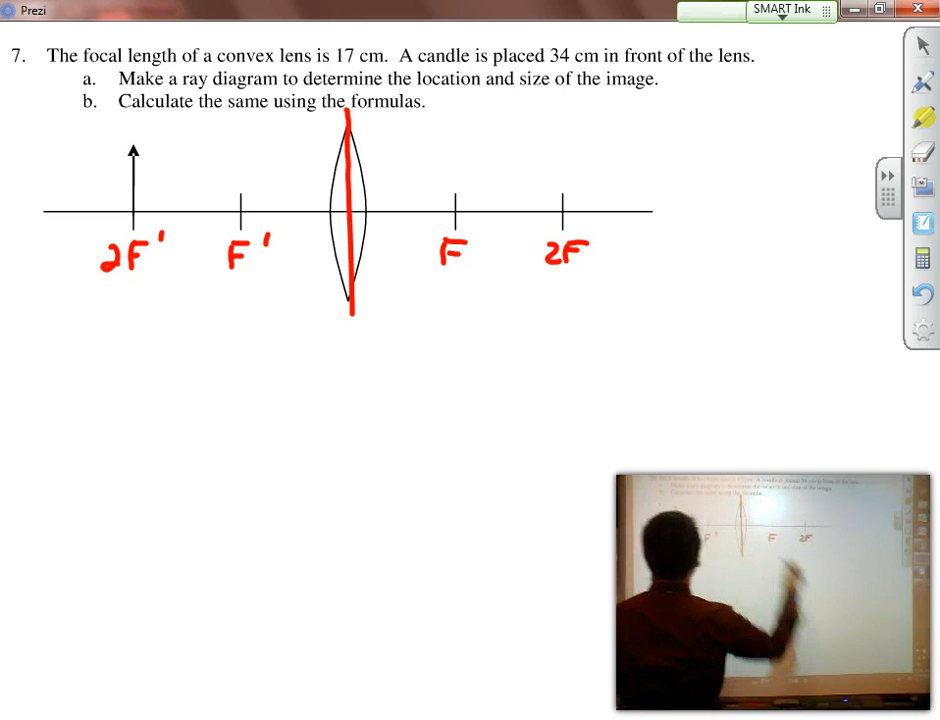 Prezi
SMART Ink
7. The focal length of a convex lens is 17 cm. A candle is placed 34 cm in front of the lens.
a. Make a ray diagram to determine the location and size of the image.
b. Calculate the same using the formulas.
2F' F' F 2F
F' F 2F